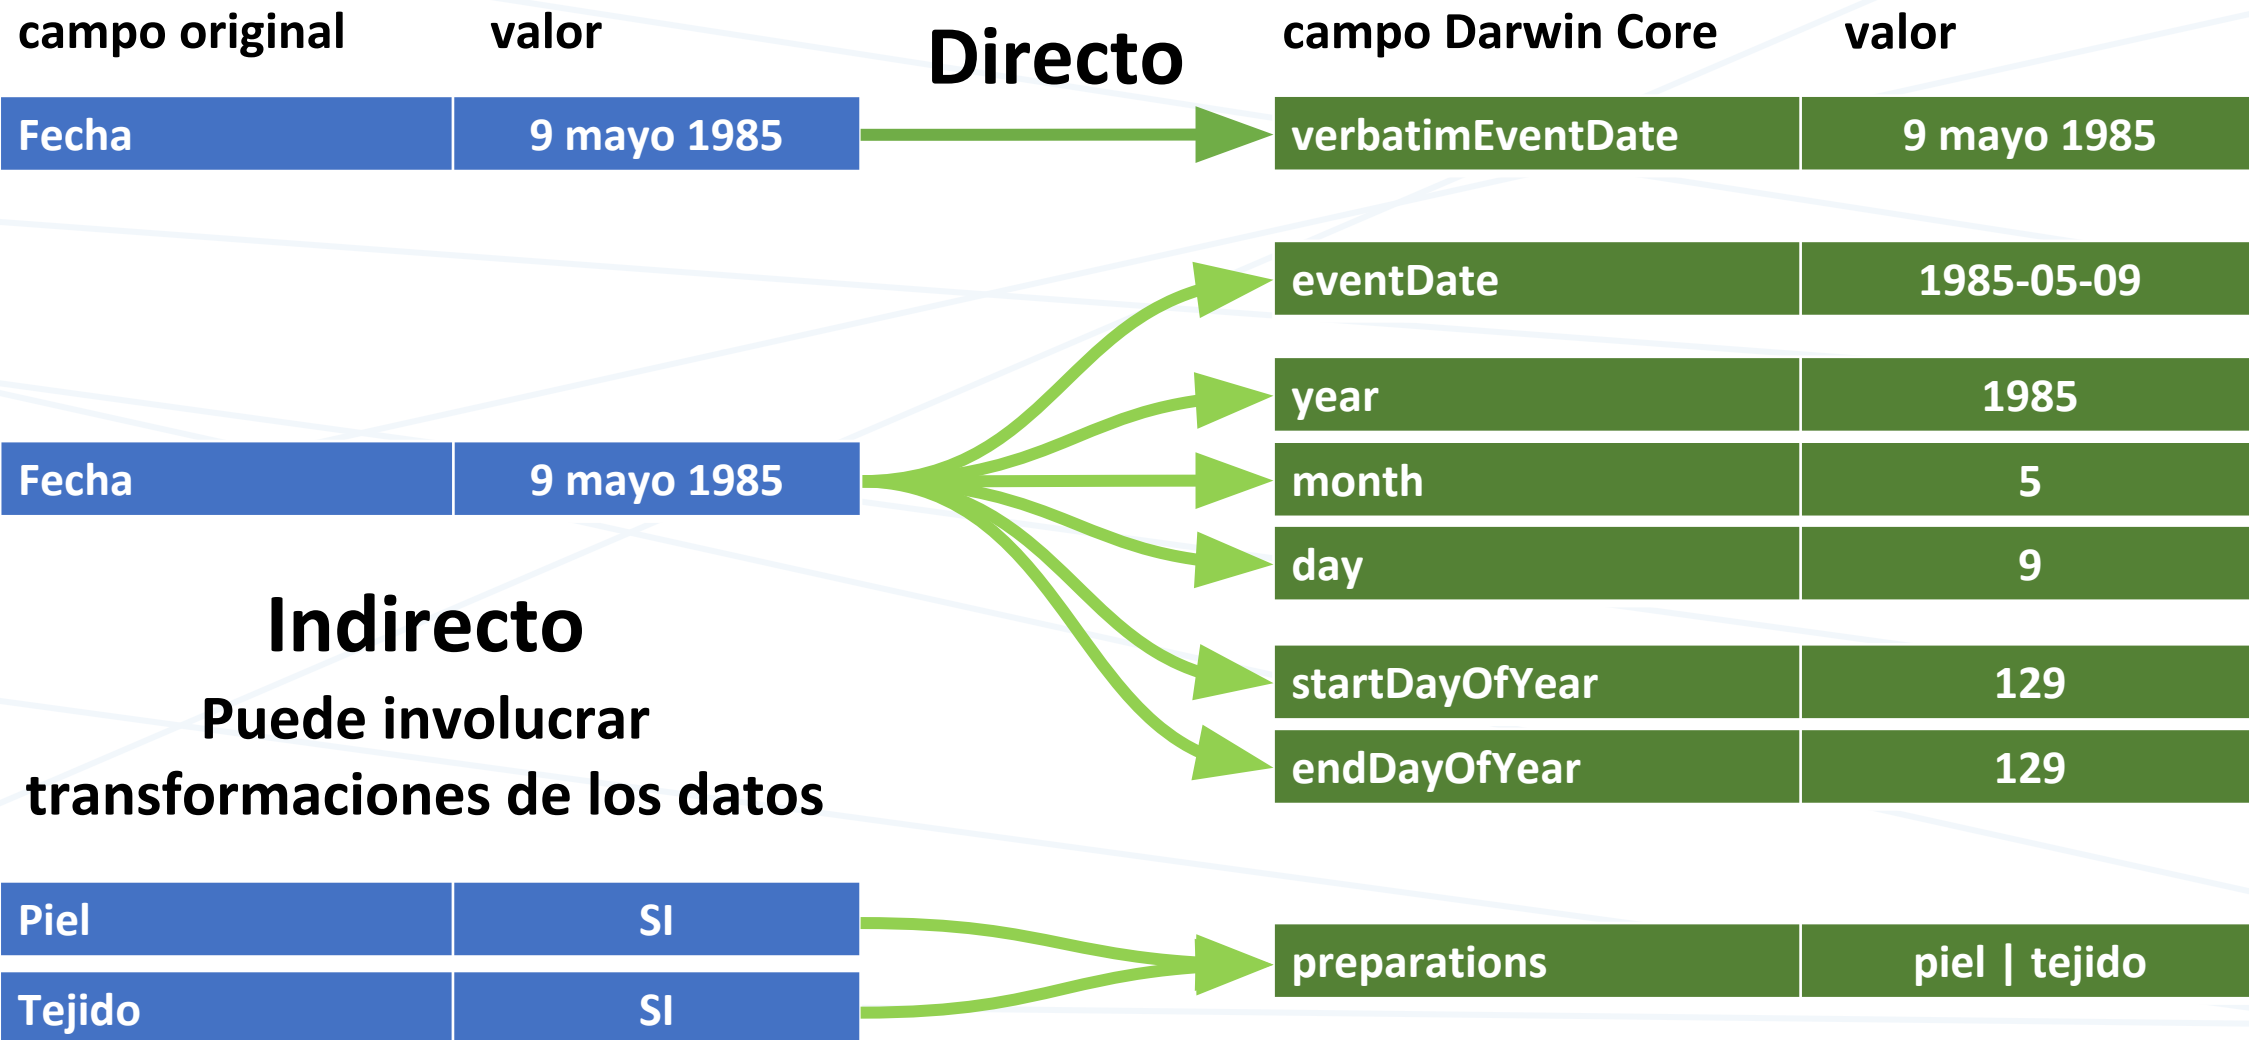 campo original valor Directo campo Darwin Core valor
Fecha 9 mayo 1985 verbatimEventDate 9 mayo 1985
eventDate 1985-05-09
year 1985
Fecha 9 mayo 1985 month 5
day 9
Indirecto
Puede involucrar
transformaciones de los datos
startDayOfYear 129
endDayOfYear 129
Piel SI
Tejido SI
preparations piel | tejido